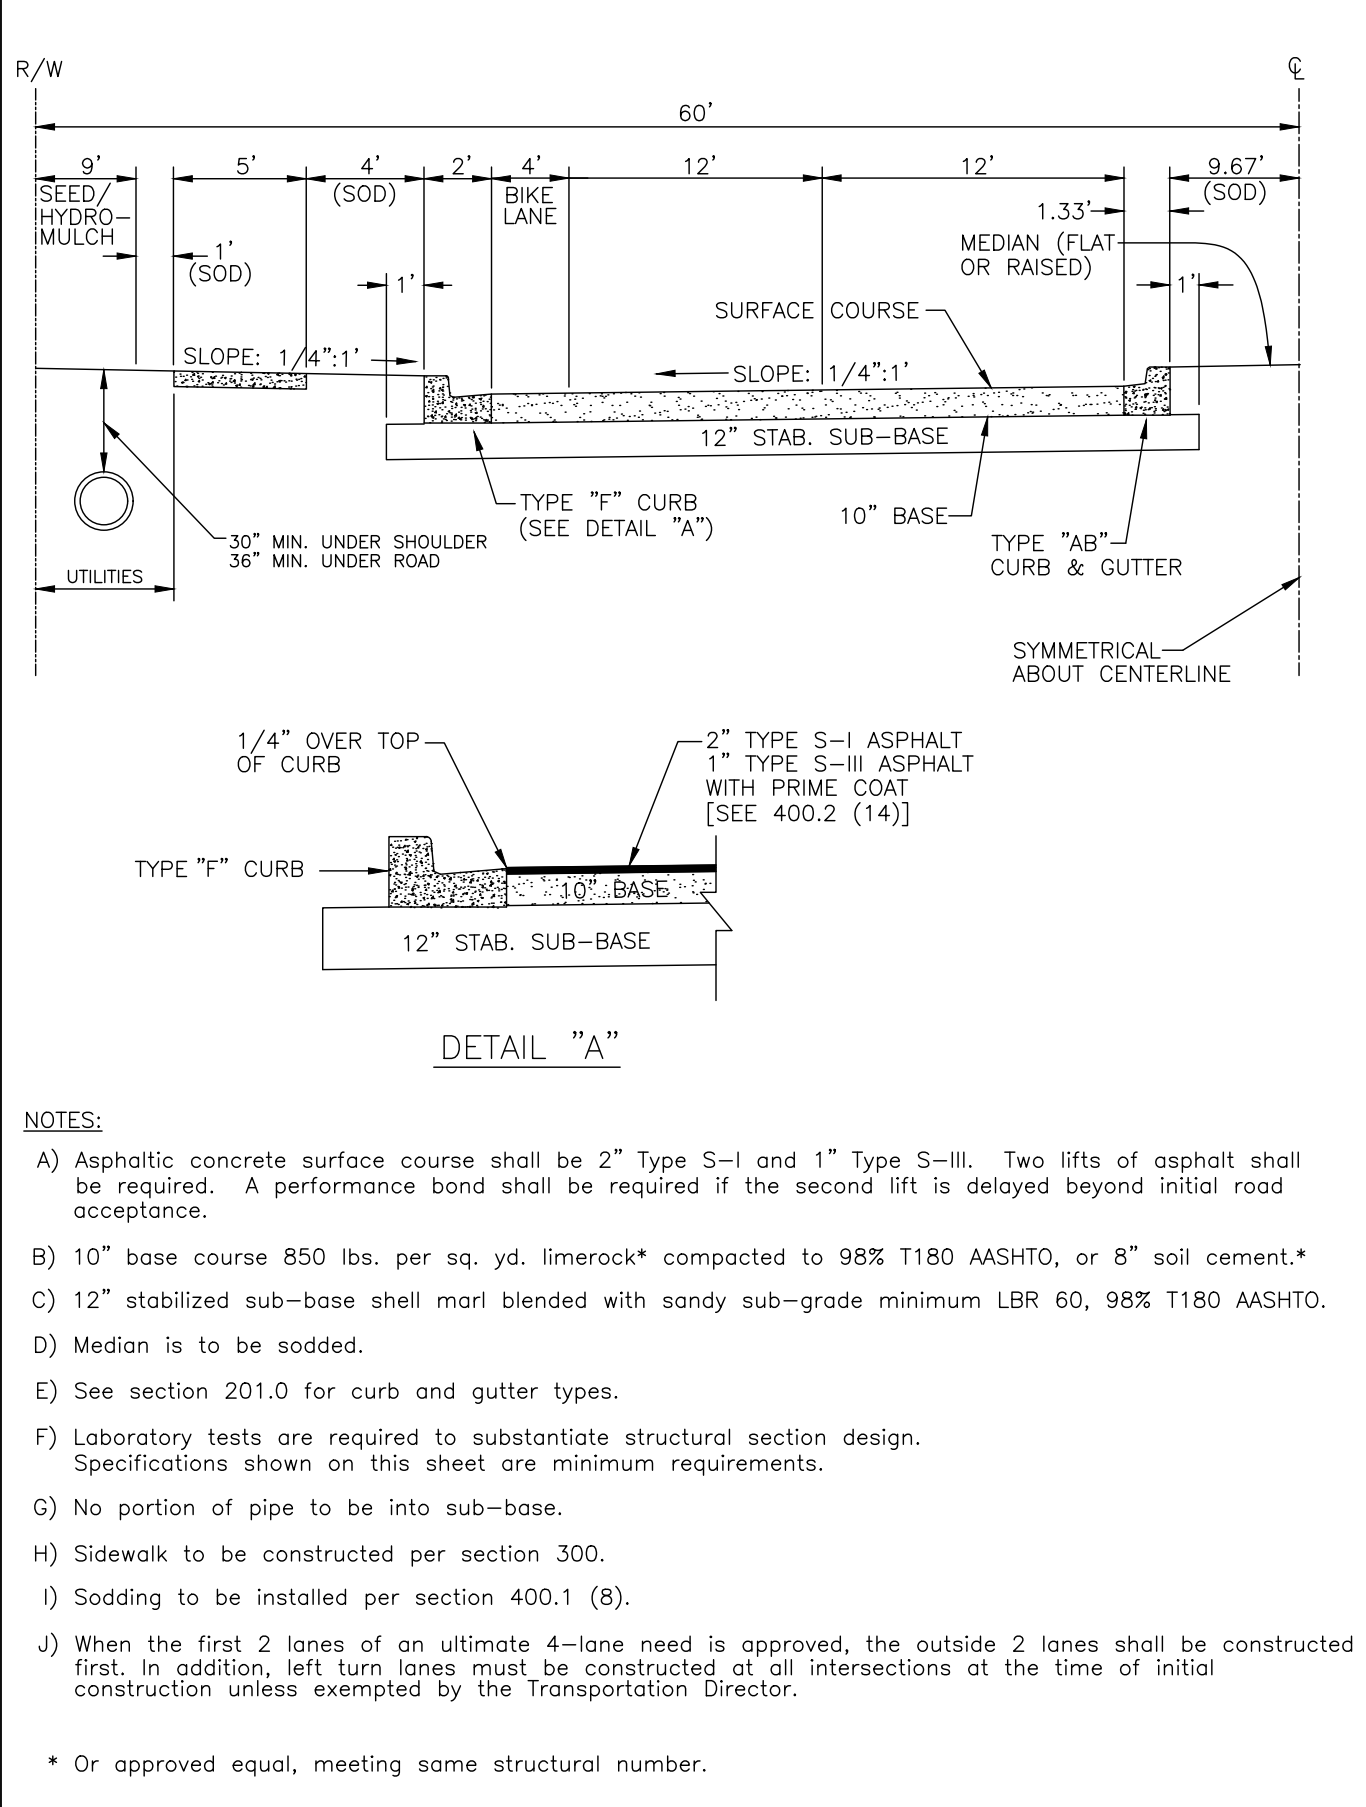 R/W
℄
60’
9’
5’
4’
2’
4’
12’
12’
9.67’
SEED/
HYDRO–
MULCH
(SOD)
BIKE
LANE
(SOD)
1.33’
1’
(SOD)
MEDIAN (FLAT
OR RAISED)
1’
1’
SURFACE COURSE
SLOPE: 1/4”:1’
SLOPE: 1/4”:1’
12” STAB. SUB–BASE
TYPE ”F” CURB
(SEE DETAIL ”A”)
10” BASE
30” MIN. UNDER SHOULDER
36” MIN. UNDER ROAD
TYPE ”AB”
CURB & GUTTER
UTILITIES
SYMMETRICAL
ABOUT CENTERLINE
1/4” OVER TOP
OF CURB
2” TYPE S–I ASPHALT
1” TYPE S–III ASPHALT
WITH PRIME COAT
[SEE 400.2 (14)]
TYPE ”F” CURB
10” BASE
12” STAB. SUB–BASE
DETAIL ”A”
NOTES:
A) Asphaltic concrete surface course shall be 2” Type S–I and 1” Type S–III. Two lifts of asphalt shall
be required. A performance bond shall be required if the second lift is delayed beyond initial road
acceptance.
B) 10” base course 850 lbs. per sq. yd. limerock* compacted to 98% T180 AASHTO, or 8” soil cement.*
C) 12” stabilized sub–base shell marl blended with sandy sub–grade minimum LBR 60, 98% T180 AASHTO.
D) Median is to be sodded.
E) See section 201.0 for curb and gutter types.
F) Laboratory tests are required to substantiate structural section design.
Specifications shown on this sheet are minimum requirements.
G) No portion of pipe to be into sub–base.
H) Sidewalk to be constructed per section 300.
I) Sodding to be installed per section 400.1 (8).
J) When the first 2 lanes of an ultimate 4–lane need is approved, the outside 2 lanes shall be constructed
first. In addition, left turn lanes must be constructed at all intersections at the time of initial
construction unless exempted by the Transportation Director.
* Or approved equal, meeting same structural number.